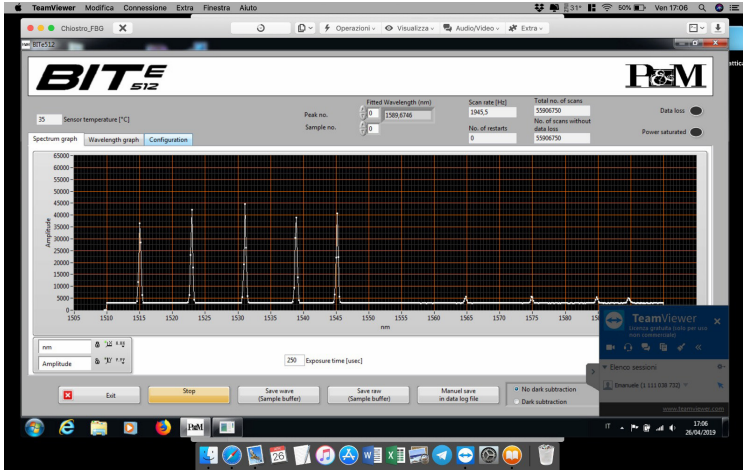 TeamViewer Modifica Connessione Extra Finestra Aiuto
31° 50% Ven 17:06
Chiostro_FBG
Operazioni Visualizza Audio/Video Extra
BITe512
BITE
512
P&M
35 Sensor temperature [°C]
Peak no. 0
Sample no. 0
Fitted Wavelength (nm)
1589,6746
Scan rate [Hz]
1945,5
No. of restarts
0
Total no. of scans
55906750
No. of scans without
data loss
55906750
Data loss
Power saturated
Spectrum graph Wavelength graph Configuration
65000
60000
55000
50000
45000
40000
35000
30000
25000
20000
15000
10000
5000
0
Amplitude
1505 1510 1515 1520 1525 1530 1535 1540 1545 1550 1555 1560 1565 1570 1575 1580
nm
nm
Amplitude
250 Exposure time [usec]
Exit
Stop
Save wave
(Sample buffer)
Save raw
(Sample buffer)
Manual save
in data log file
No dark subtraction
Dark subtraction
TeamViewer
Licenza gratuita (solo per uso
non commerciale)
Elenco sessioni
Emanuele (1 111 038 732)
www.teamviewer.com
P&M
IT
17:06
26/04/2019
26